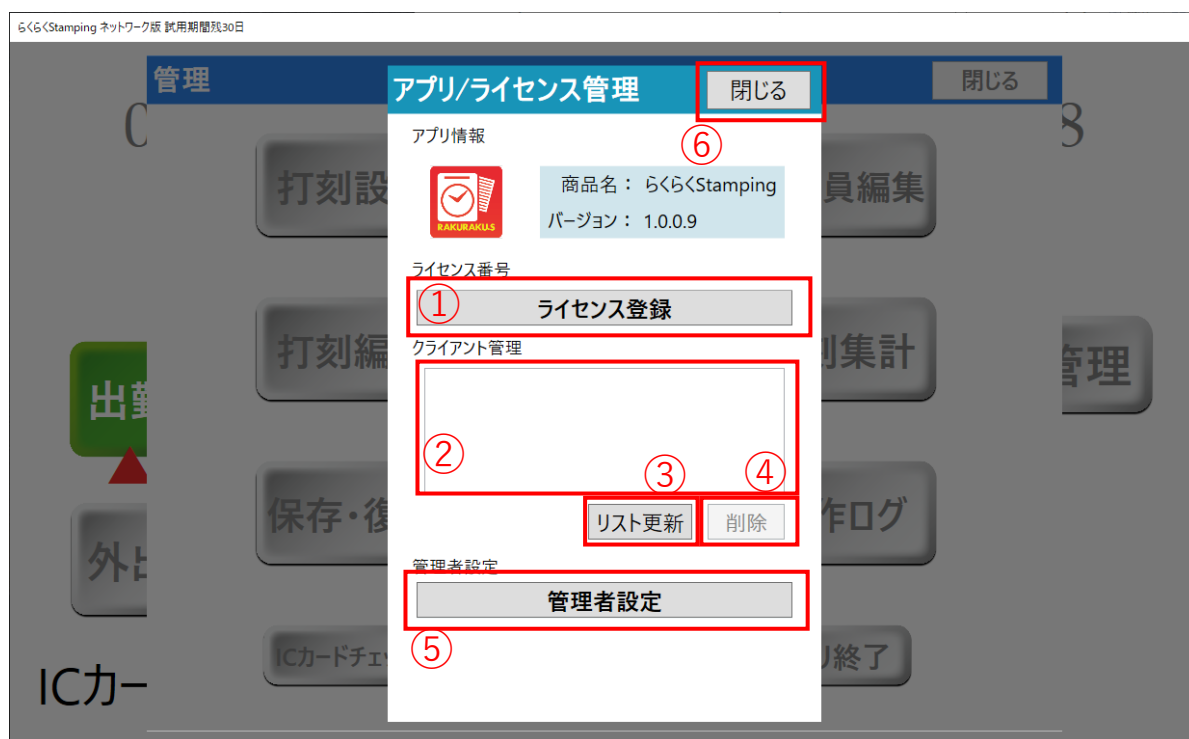 らくらくStamping ネットワーク版 試用期間残30日
管理
閉じる
アプリ/ライセンス管理
閉じる
⑥
0
8
アプリ情報
RAKURAKU.S
商品名： らくらくStamping
バージョン： 1.0.0.9
打刻設
員編集
ライセンス番号
①
ライセンス登録
クライアント管理
打刻編
集計
管理
出
②
③
④
リスト更新
削除
保存・復
作ログ
外出
管理者設定
管理者設定
⑤
ICカードチェ
終了
ICカー